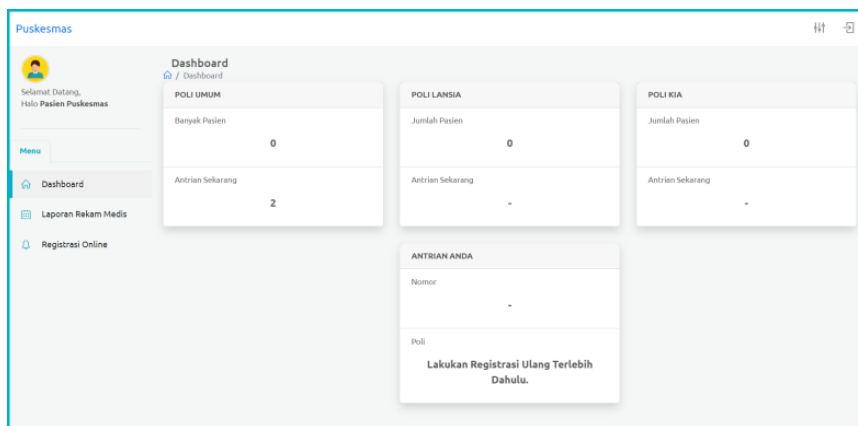 Puskesmas
Selamat Datang,
Halo Pasien Puskesmas
Menu
Dashboard
Laporan Rekam Medis
Registrasi Online
Dashboard
/ Dashboard
POLI UMUM
Banyak Pasien
0
Antrian Sekarang
2
POLI LANSIA
Jumlah Pasien
0
Antrian Sekarang
-
POLI KIA
Jumlah Pasien
0
Antrian Sekarang
-
ANTRIAN ANDA
Nomor
-
Poli
Lakukan Registrasi Ulang Terlebih
Dahulu.